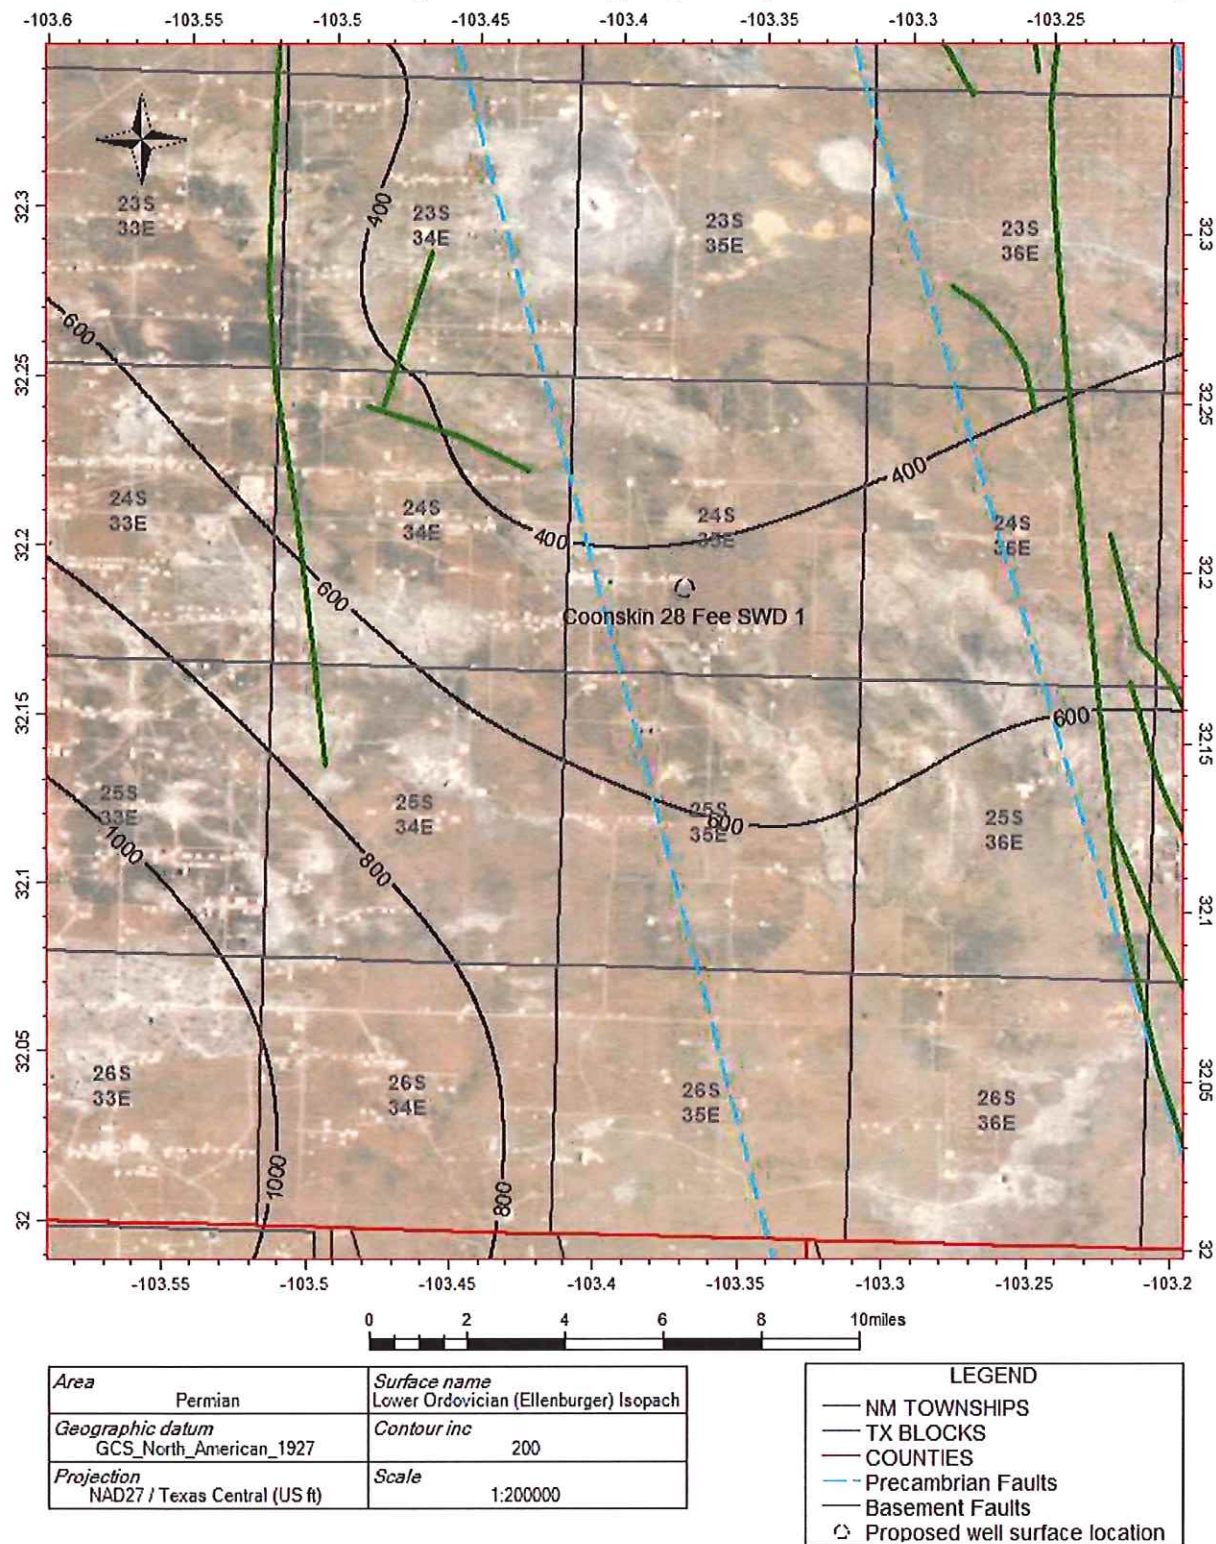 -103.55 -103.5 -103.45 -103.4 -103.35 -103.3 -103.25
32.3
32.25
32.2
32.15
32.1
32.05
32
32.3
32.25
32.2
32.15
32.1
32.05
32
23S
33E
23S
34E
23S
35E
23S
36E
400
600
24S
33E
24S
34E
24S
35E
24S
36E
400
400
600
Coonskin 28 Fee SWD 1
600
25S
33E
25S
34E
25S
35E
25S
36E
600
1000
800
26S
33E
26S
34E
26S
35E
26S
36E
1000
800
-103.6 -103.55 -103.5 -103.45 -103.4 -103.35 -103.3 -103.25 -103.2
0 2 4 6 8 10miles
Area
Permian
Surface name
Lower Ordovician (Ellenburger) Isopach
Geographic datum
GCS_North_American_1927
Contour inc
200
Projection
NAD27 / Texas Central (US ft)
Scale
1:200000
LEGEND
NM TOWNSHIPS
TX BLOCKS
COUNTIES
Precambrian Faults
Basement Faults
Proposed well surface location